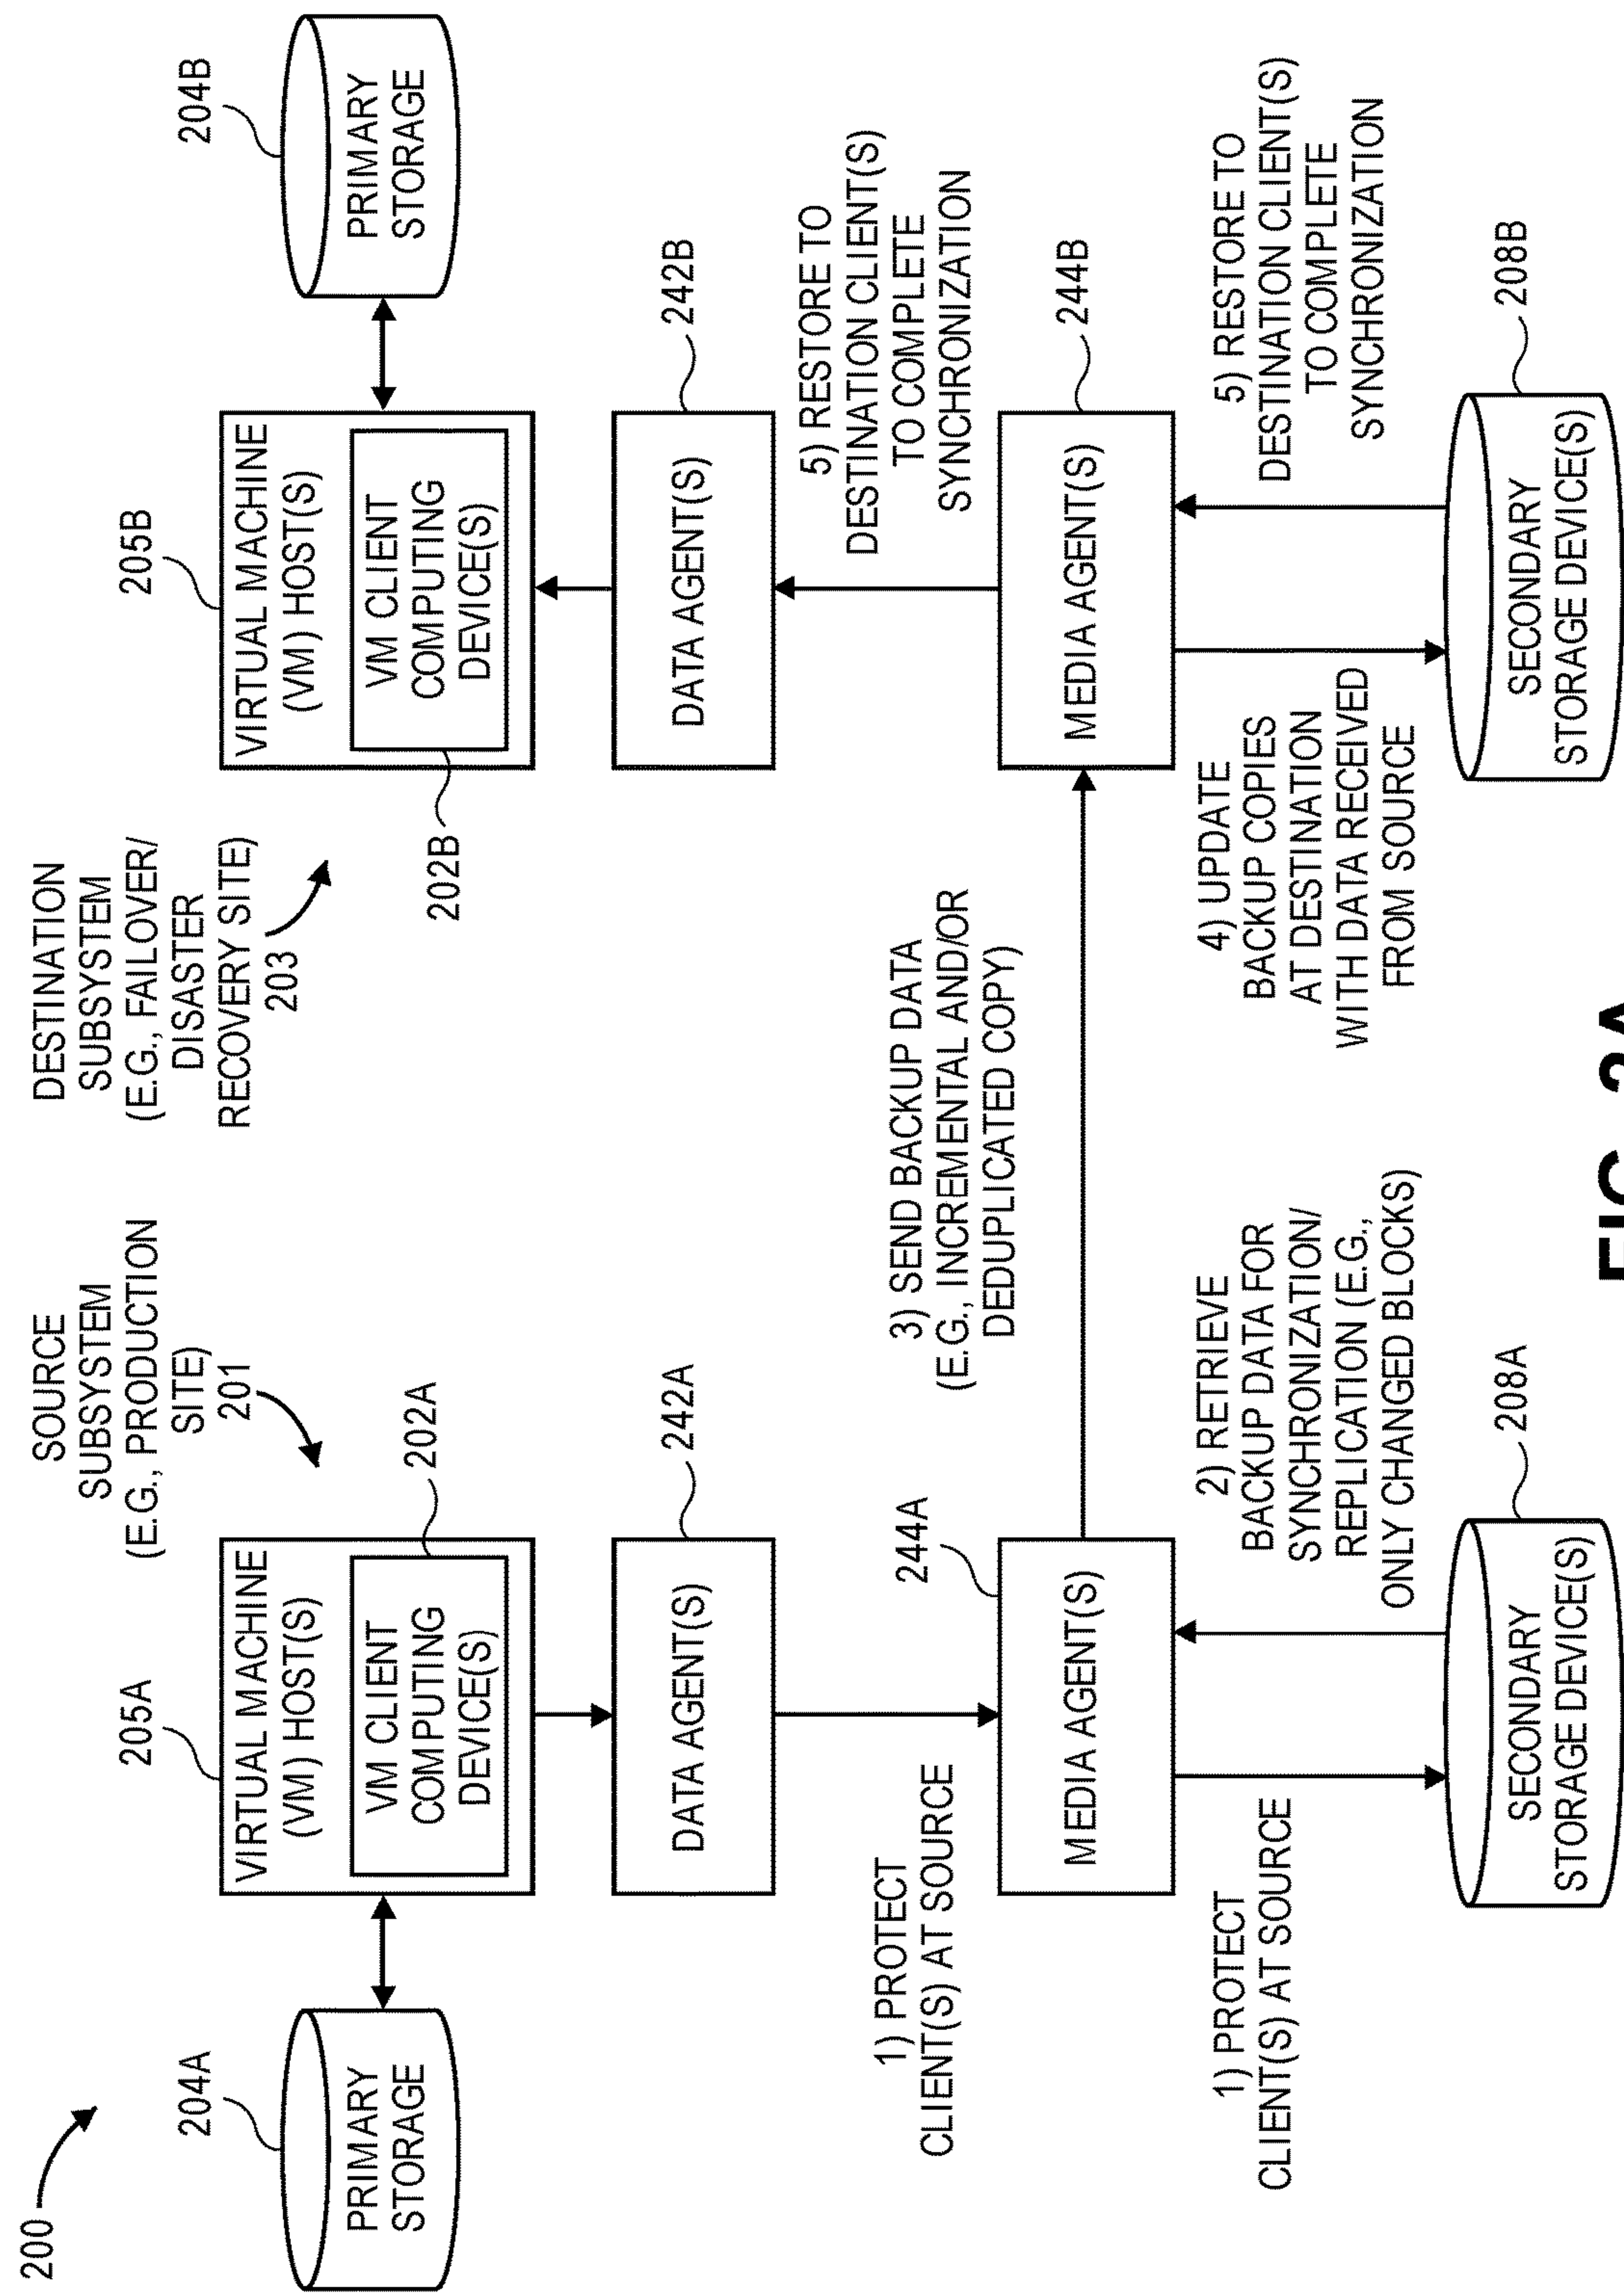 200
SOURCE
SUBSYSTEM
(E.G., PRODUCTION
SITE)
201
DESTINATION
SUBSYSTEM
(E.G., FAILOVER/
DISASTER
RECOVERY SITE)
203
204A
PRIMARY
STORAGE
205A
VIRTUAL MACHINE
(VM) HOST(S)
VM CLIENT
COMPUTING
DEVICE(S)
202A
205B
VIRTUAL MACHINE
(VM) HOST(S)
VM CLIENT
COMPUTING
DEVICE(S)
202B
204B
PRIMARY
STORAGE
DATA AGENT(S)
242A
DATA AGENT(S)
242B
1) PROTECT
CLIENT(S) AT SOURCE
244A
3) SEND BACKUP DATA
(E.G., INCREMENTAL AND/OR
DEDUPLICATED COPY)
5) RESTORE TO
DESTINATION CLIENT(S)
TO COMPLETE
SYNCHRONIZATION
MEDIA AGENT(S)
MEDIA AGENT(S)
244B
1) PROTECT
CLIENT(S) AT SOURCE
2) RETRIEVE
BACKUP DATA FOR
SYNCHRONIZATION/
REPLICATION (E.G.,
ONLY CHANGED BLOCKS)
4) UPDATE
BACKUP COPIES
AT DESTINATION
WITH DATA RECEIVED
FROM SOURCE
5) RESTORE TO
DESTINATION CLIENT(S)
TO COMPLETE
SYNCHRONIZATION
SECONDARY
STORAGE DEVICE(S)
208A
SECONDARY
STORAGE DEVICE(S)
208B
FIG. 2A